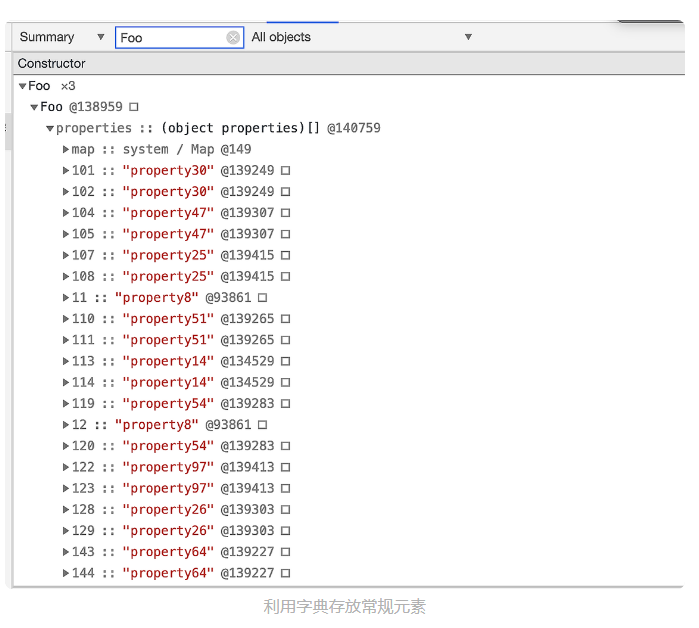 Summary ▼ Foo All objects ▼
Constructor
▼Foo ×3
▼Foo @138959 □
▼properties :: (object properties)[] @140759
▶map :: system / Map @149
▶101 :: "property30" @139249 □
▶102 :: "property30" @139249 □
▶104 :: "property47" @139307 □
▶105 :: "property47" @139307 □
▶107 :: "property25" @139415 □
▶108 :: "property25" @139415 □
▶11 :: "property8" @93861 □
▶110 :: "property51" @139265 □
▶111 :: "property51" @139265 □
▶113 :: "property14" @134529 □
▶114 :: "property14" @134529 □
▶119 :: "property54" @139283 □
▶12 :: "property8" @93861 □
▶120 :: "property54" @139283 □
▶122 :: "property97" @139413 □
▶123 :: "property97" @139413 □
▶128 :: "property26" @139303 □
▶129 :: "property26" @139303 □
▶143 :: "property64" @139227 □
▶144 :: "property64" @139227 □
利用字典存放常规元素